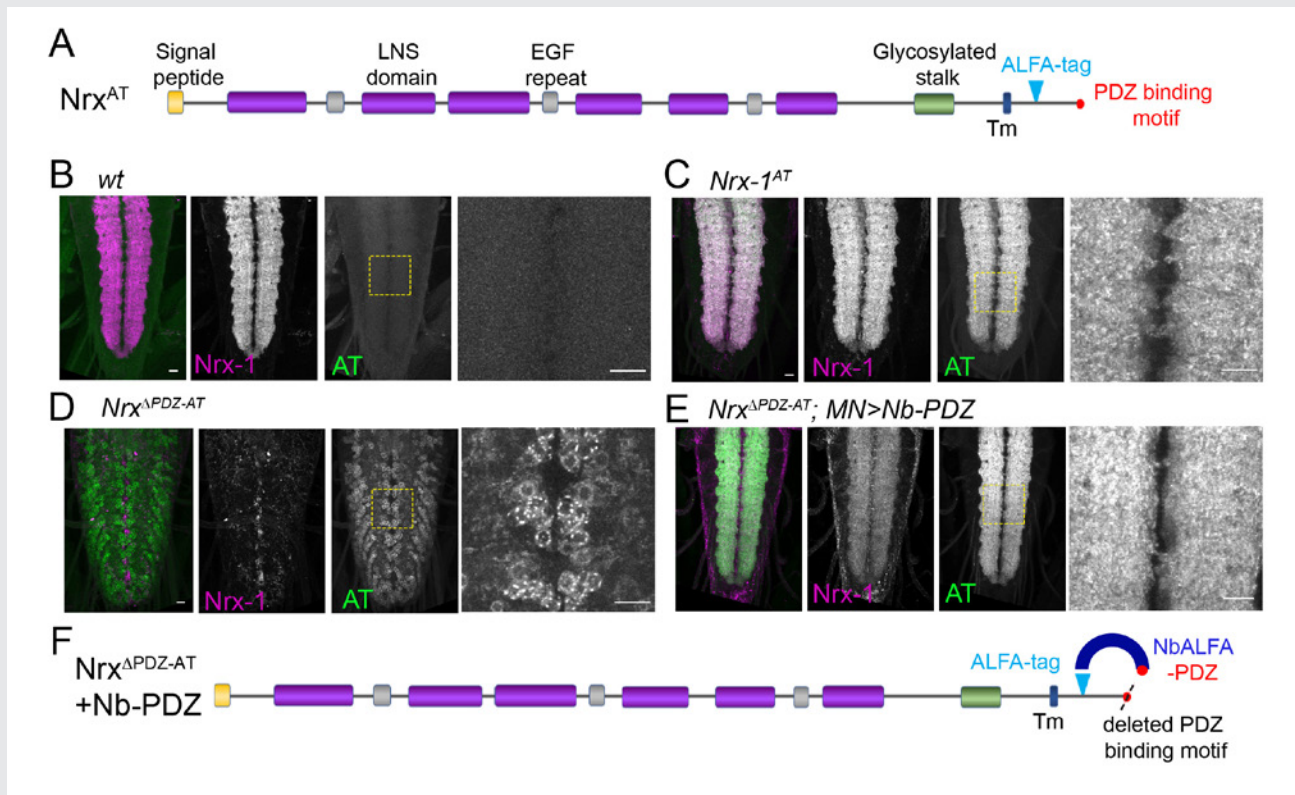 A
Nrx^AT
Signal
peptide
LNS
domain
EGF
repeat
Glycosylated
stalk
ALFA-tag
Tm
PDZ binding
motif
B wt
Nrx-1
AT
C Nrx-1^AT
Nrx-1
AT
D Nrx^ΔPDZ-AT
Nrx-1
AT
E Nrx^ΔPDZ-AT; MN>Nb-PDZ
Nrx-1
AT
F
Nrx^ΔPDZ-AT
+Nb-PDZ
ALFA-tag
NbALFA
-PDZ
Tm
deleted PDZ
binding motif